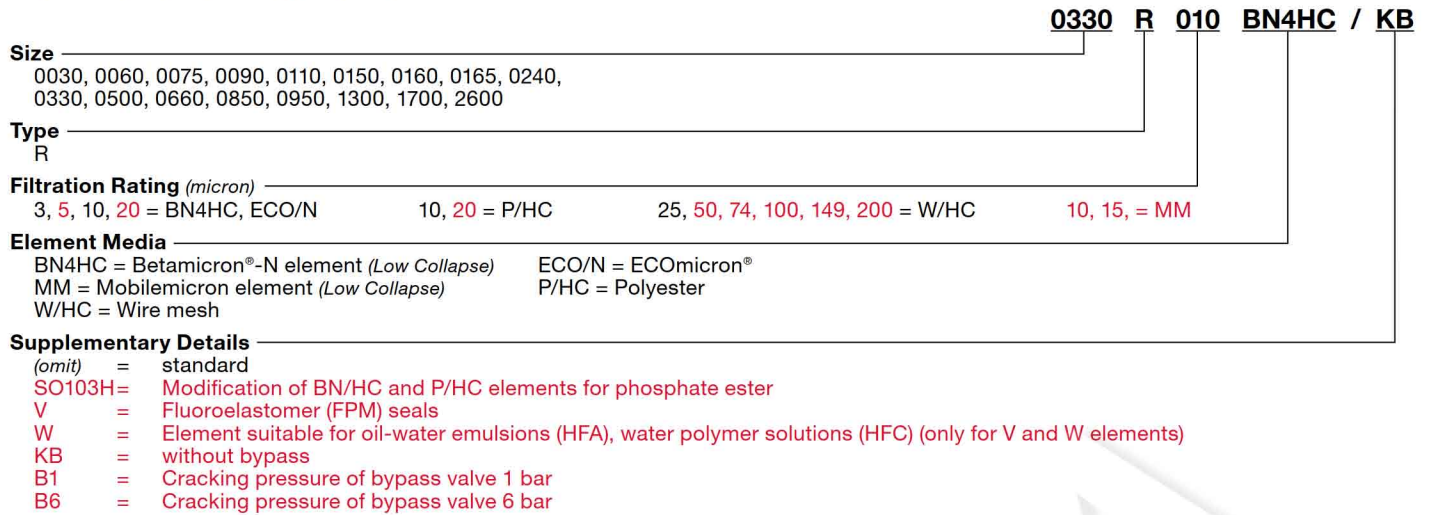 0330 R 010 BN4HC / KB
Size
0030, 0060, 0075, 0090, 0110, 0150, 0160, 0165, 0240,
0330, 0500, 0660, 0850, 0950, 1300, 1700, 2600
Type
R
Filtration Rating (micron)
3, 5, 10, 20 = BN4HC, ECO/N 10, 20 = P/HC 25, 50, 74, 100, 149, 200 = W/HC 10, 15, = MM
Element Media
BN4HC = Betamicron®-N element (Low Collapse) ECO/N = ECOmicron®
MM = Mobilemicron element (Low Collapse) P/HC = Polyester
W/HC = Wire mesh
Supplementary Details
(omit) = standard
SO103H= Modification of BN/HC and P/HC elements for phosphate ester
V = Fluoroelastomer (FPM) seals
W = Element suitable for oil-water emulsions (HFA), water polymer solutions (HFC) (only for V and W elements)
KB = without bypass
B1 = Cracking pressure of bypass valve 1 bar
B6 = Cracking pressure of bypass valve 6 bar